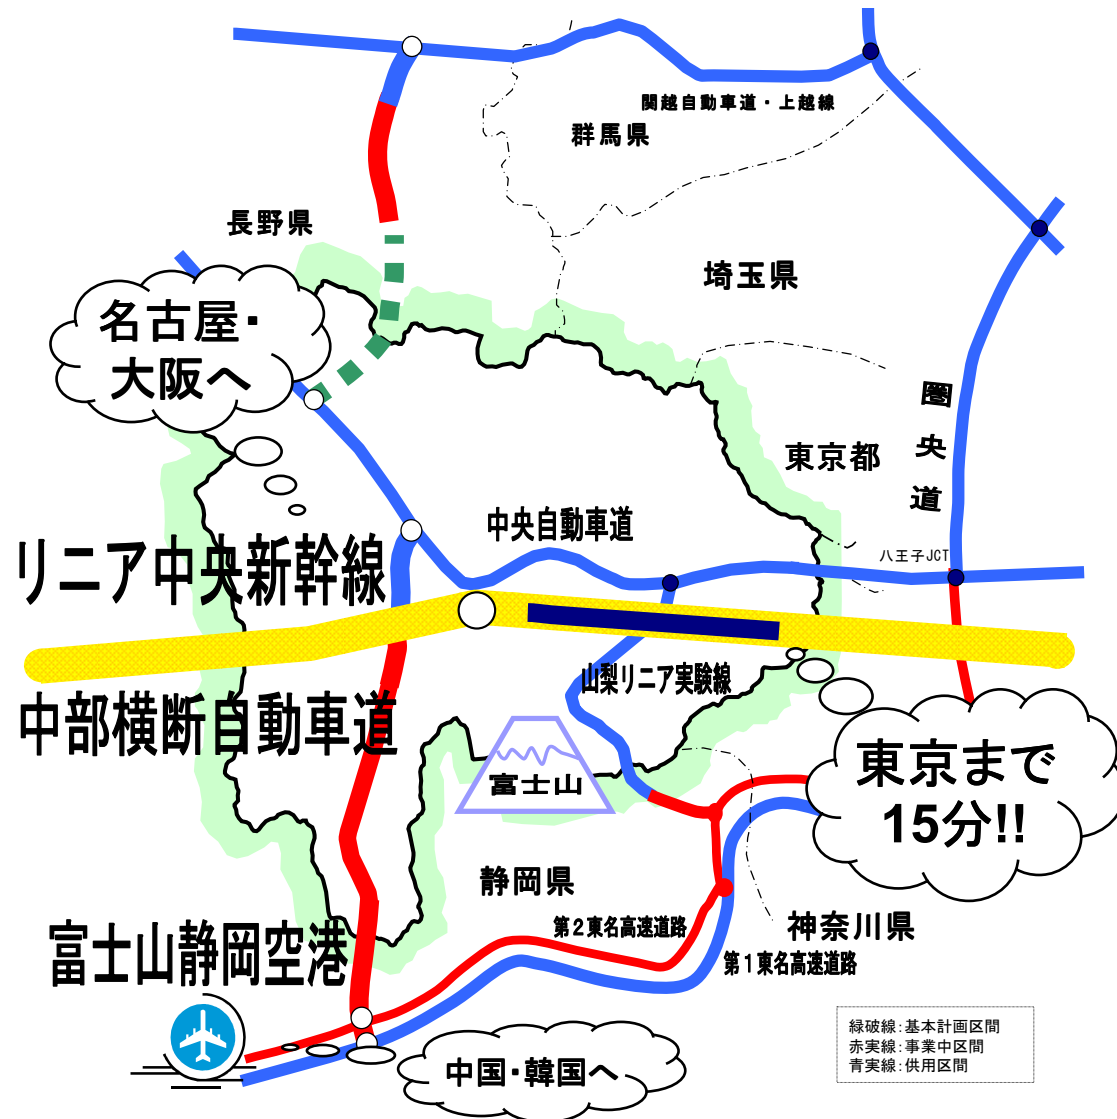 関越自動車道・上越線
群馬県
長野県
埼玉県
名古屋・
大阪へ
圏央道
東京都
中央自動車道
八王子JCT
リニア中央新幹線
山梨リニア実験線
中部横断自動車道
東京まで
15分!!
富士山
静岡県
第2東名高速道路
神奈川県
富士山静岡空港
第1東名高速道路
緑破線:基本計画区間
赤実線:事業中区間
青実線:供用区間
中国・韓国へ